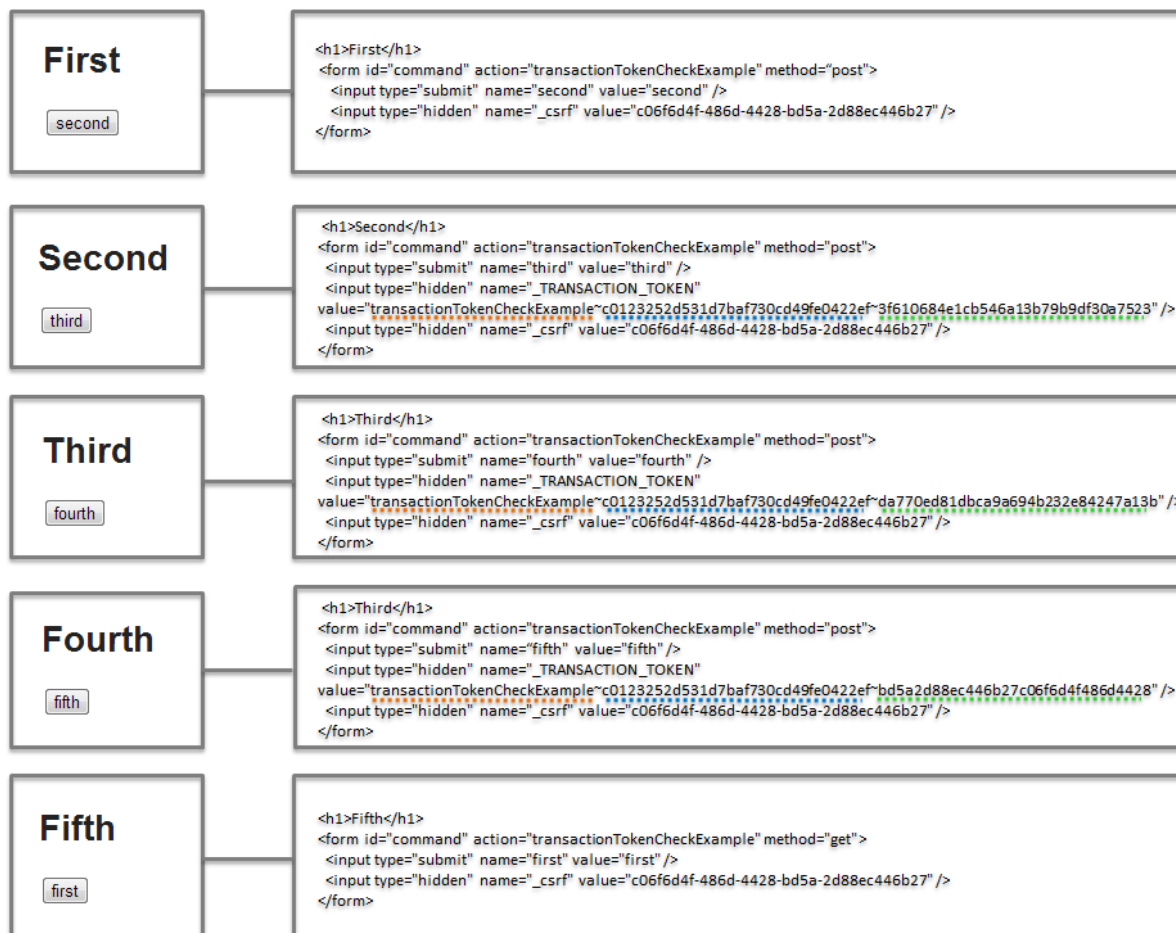 First
second
<h1>First</h1>
<form id="command" action="transactionTokenCheckExample" method=“post">
<input type="submit" name="second" value="second" />
<input type="hidden" name="_csrf" value="c06f6d4f-486d-4428-bd5a-2d88ec446b27" />
</form>
Second
third
<h1>Second</h1>
<form id="command" action="transactionTokenCheckExample" method="post">
<input type="submit" name="third" value="third" />
<input type="hidden" name="_TRANSACTION_TOKEN"
value="transactionTokenCheckExample~c0123252d531d7baf730cd49fe0422ef~3f610684e1cb546a13b79b9df30a7523" />
<input type="hidden" name="_csrf" value="c06f6d4f-486d-4428-bd5a-2d88ec446b27" />
</form>
Third
fourth
<h1>Third</h1>
<form id="command" action="transactionTokenCheckExample" method="post">
<input type="submit" name="fourth" value="fourth" />
<input type="hidden" name="_TRANSACTION_TOKEN"
value="transactionTokenCheckExample~c0123252d531d7baf730cd49fe0422ef~da770ed81dbca9a694b232e84247a13b" />
<input type="hidden" name="_csrf" value="c06f6d4f-486d-4428-bd5a-2d88ec446b27" />
</form>
Fourth
fifth
<h1>Third</h1>
<form id="command" action="transactionTokenCheckExample" method="post">
<input type="submit" name=“fifth" value="fifth" />
<input type="hidden" name="_TRANSACTION_TOKEN"
value="transactionTokenCheckExample~c0123252d531d7baf730cd49fe0422ef~bd5a2d88ec446b27c06f6d4f486d4428" />
<input type="hidden" name="_csrf" value="c06f6d4f-486d-4428-bd5a-2d88ec446b27" />
</form>
Fifth
first
<h1>Fifth</h1>
<form id="command" action="transactionTokenCheckExample" method="get">
<input type="submit" name="first" value="first" />
<input type="hidden" name="_csrf" value="c06f6d4f-486d-4428-bd5a-2d88ec446b27" />
</form>